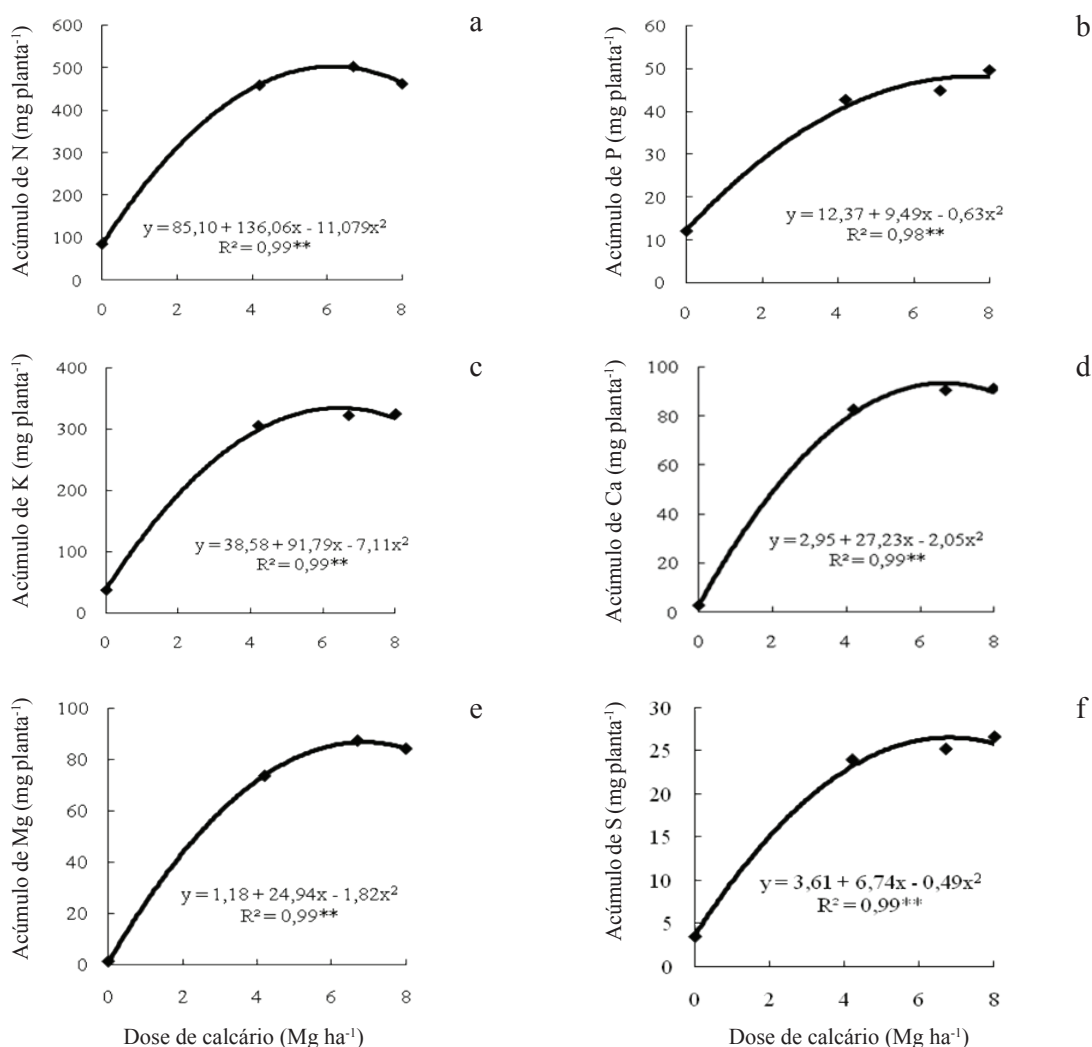 a
Acúmulo de N (mg planta⁻¹)
600
500
400
300
200
100
0
y = 85,10 + 136,06x - 11,079x²
R² = 0,99**
0 2 4 6 8
b
Acúmulo de P (mg planta⁻¹)
60
50
40
30
20
10
0
y = 12,37 + 9,49x - 0,63x²
R² = 0,98**
0 2 4 6 8
c
Acúmulo de K (mg planta⁻¹)
400
300
200
100
0
y = 38,58 + 91,79x - 7,11x²
R² = 0,99**
0 2 4 6 8
d
Acúmulo de Ca (mg planta⁻¹)
100
80
60
40
20
0
y = 2,95 + 27,23x - 2,05x²
R² = 0,99**
0 2 4 6 8
e
Acúmulo de Mg (mg planta⁻¹)
100
80
60
40
20
0
y = 1,18 + 24,94x - 1,82x²
R² = 0,99**
0 2 4 6 8
Dose de calcário (Mg ha⁻¹)
f
Acúmulo de S (mg planta⁻¹)
30
25
20
15
10
5
0
y = 3,61 + 6,74x - 0,49x²
R² = 0,99**
0 2 4 6 8
Dose de calcário (Mg ha⁻¹)